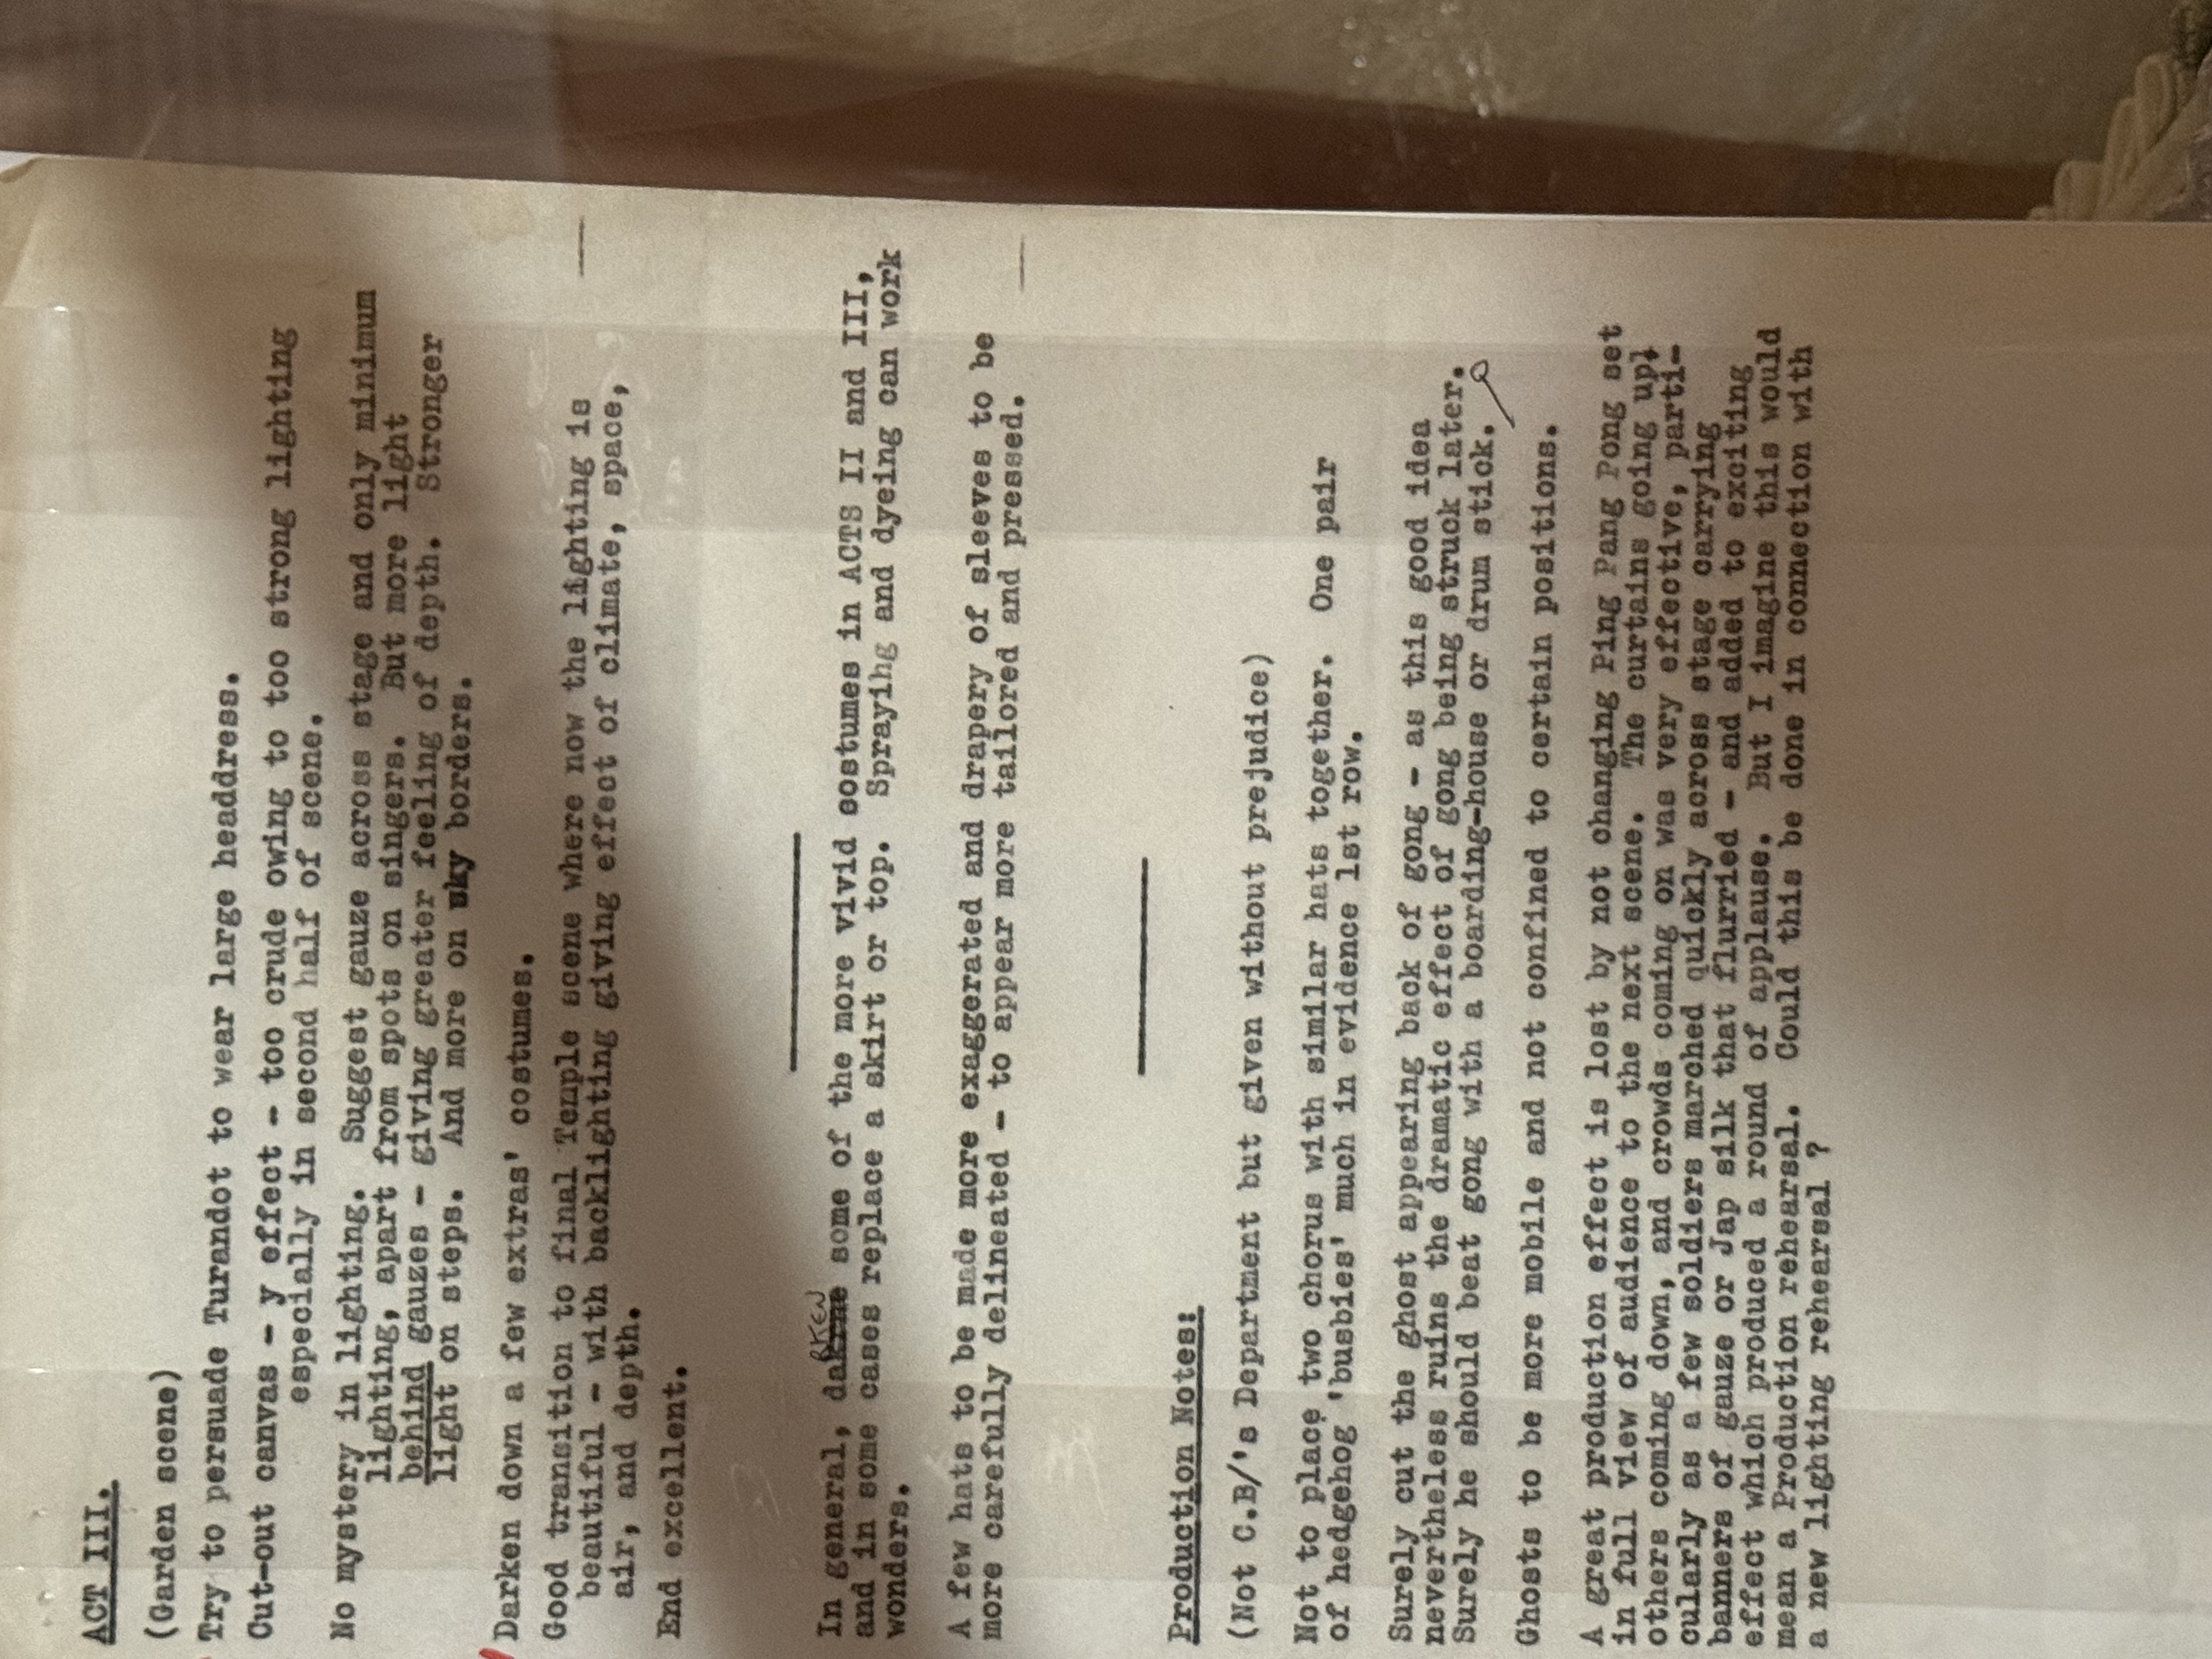 ACT III.
(Garden scene)
Try to persuade Turandot to wear large headdress.
Cut-out canvas - y effect - too crude owing to too strong lighting
especially in second half of scene.
No mystery in lighting. Suggest gauze across stage and only minimum
lighting, apart from spots on singers. But more light
behind gauzes - giving greater feeling of depth. Stronger
light on steps. And more on sky borders.
Darken down a few extras' costumes.
Good transition to final Temple scene where now the lighting is
beautiful - with backlighting giving effect of climate, space,
air, and depth.
End excellent.
In general, daRKEN some of the more vivid costumes in ACTS II and III,
and in some cases replace a skirt or top. Sprayihg and dyeing can work
wonders.
A few hats to be made more exaggerated and drapery of sleeves to be
more carefully delineated - to appear more tailored and pressed.
Production Notes:
(Not C.B/'s Department but given without prejudice)
Not to place two chorus with similar hats together. One pair
of hedgehog 'busbies' much in evidence 1st row.
Surely cut the ghost appearing back of gong - as this good idea
nevertheless ruins the dramatic effect of gong being struck later.
Surely he should beat gong with a boarding-house or drum stick.
Ghosts to be more mobile and not confined to certain positions.
A great production effect is lost by not changing Ping Pang Pong set
in full view of audience to the next scene. The curtains going up,
others coming down, and crowds coming on was very effective, parti-
cularly as a few soldiers marched quickly across stage carrying
banners of gauze or Jap silk that flurried - and added to exciting
effect which produced a round of applause. But I imagine this would
mean a Production rehearsal. Could this be done in connection with
a new lighting rehearsal ?